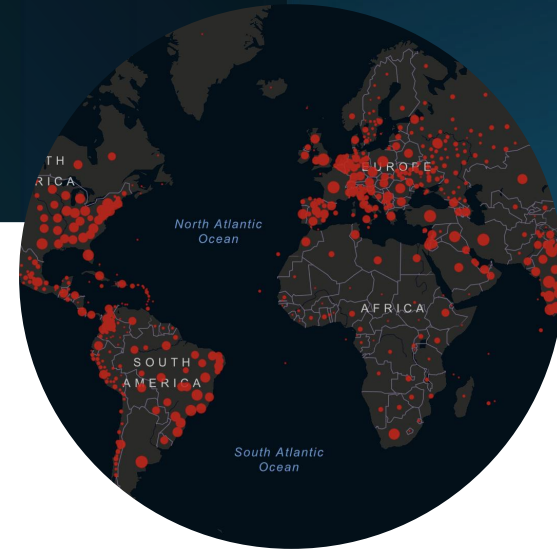 TH
RICA
EUROPE
North Atlantic
Ocean
AFRICA
SOUTH
AMERICA
South Atlantic
Ocean